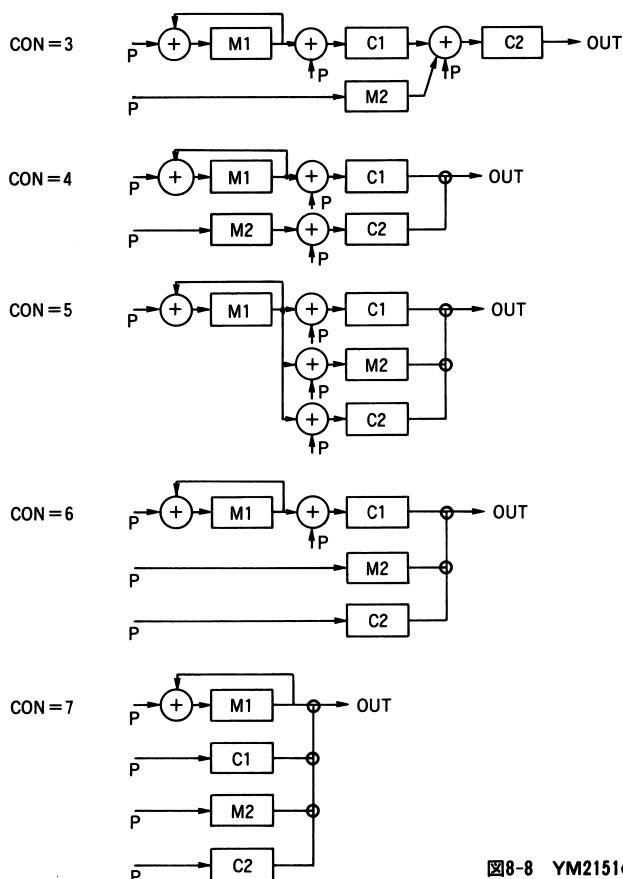 CON=3
P + M1 + C1 + C2 OUT
P P
P M2
CON=4
P + M1 + C1 OUT
P
P M2 + C2
P
CON=5
P + M1 + C1 OUT
P
+ M2
P
+ C2
P
CON=6
P + M1 + C1 OUT
P
P M2
P C2
CON=7
P + M1 OUT
P C1
P M2
P C2
図8-8 YM2151